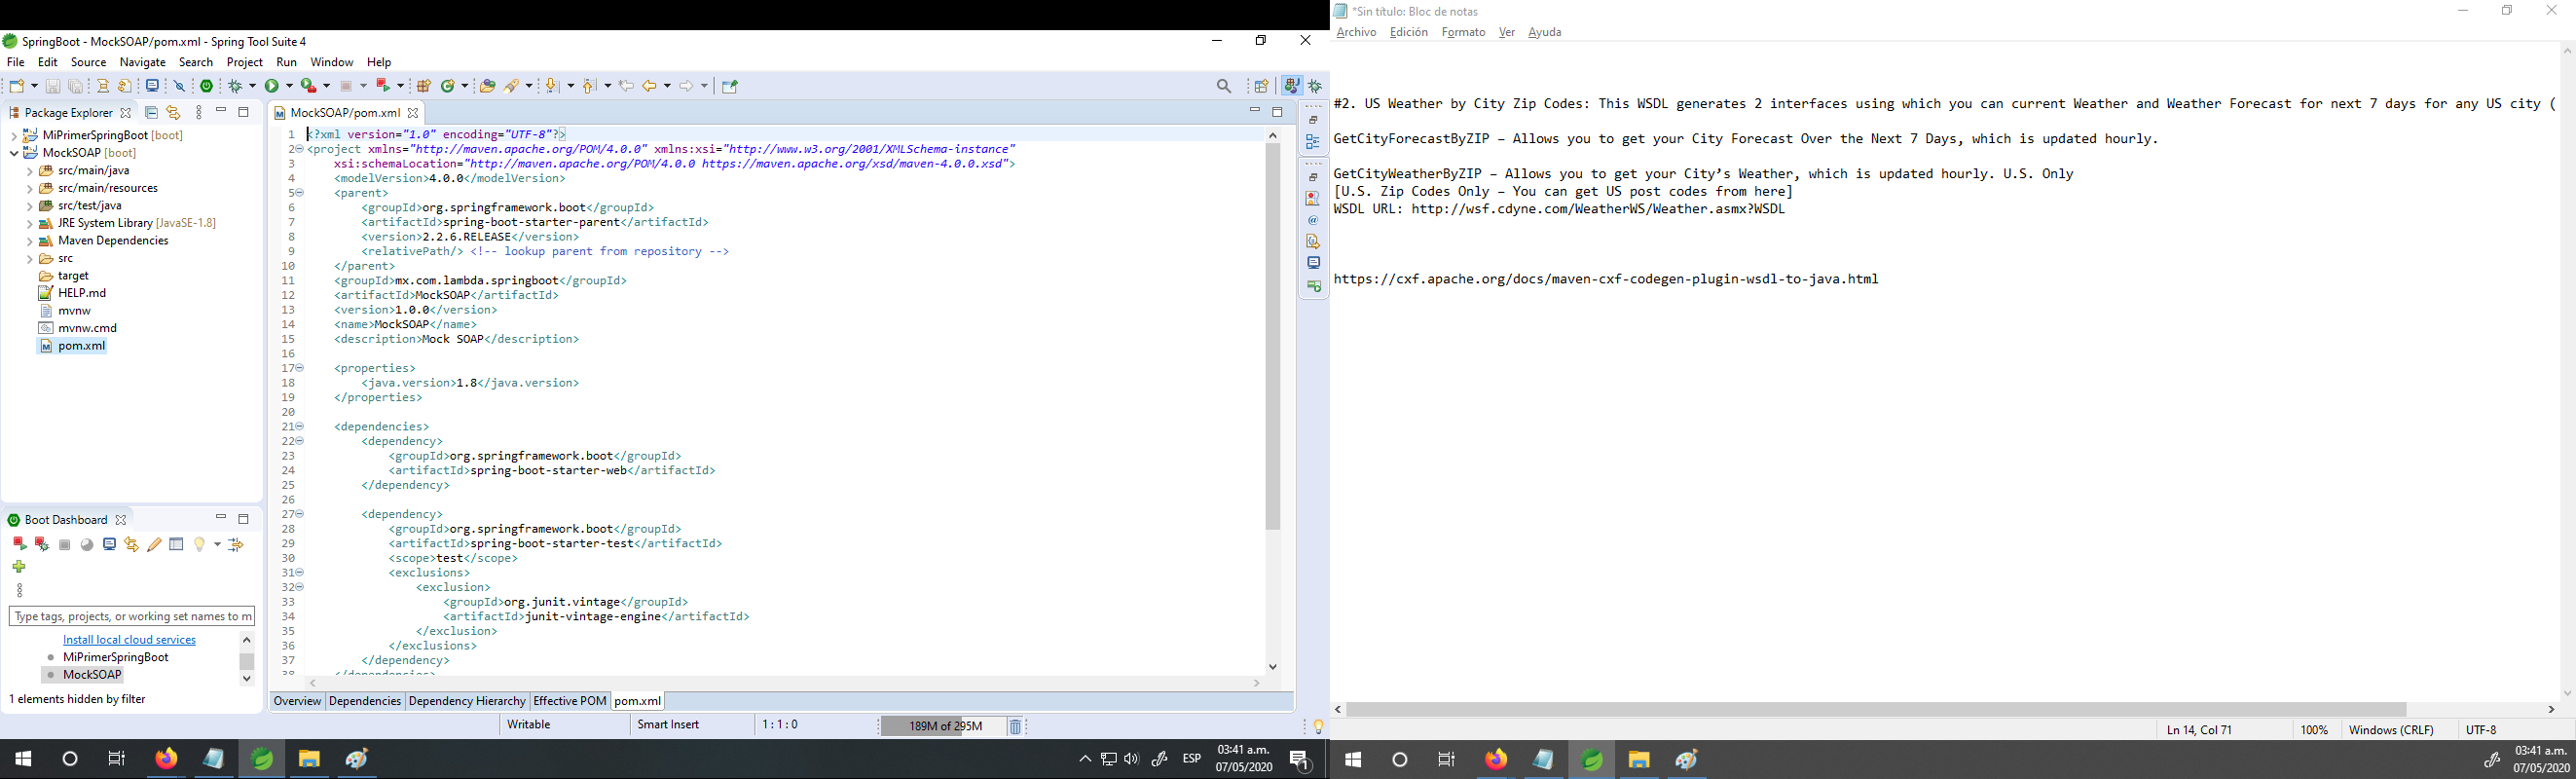 SpringBoot - MockSOAP/pom.xml - Spring Tool Suite 4
File Edit Source Navigate Search Project Run Window Help
Package Explorer
MiPrimerSpringBoot [boot]
MockSOAP [boot]
src/main/java
src/main/resources
src/test/java
JRE System Library [JavaSE-1.8]
Maven Dependencies
src
target
HELP.md
mvnw
mvnw.cmd
pom.xml
Boot Dashboard
Type tags, projects, or working set names to m
Install local cloud services
MiPrimerSpringBoot
MockSOAP
1 elements hidden by filter
MockSOAP/pom.xml
1 <?xml version="1.0" encoding="UTF-8"?>
2 <project xmlns="http://maven.apache.org/POM/4.0.0" xmlns:xsi="http://www.w3.org/2001/XMLSchema-instance"
3 xsi:schemaLocation="http://maven.apache.org/POM/4.0.0 https://maven.apache.org/xsd/maven-4.0.0.xsd">
4 <modelVersion>4.0.0</modelVersion>
5 <parent>
6 <groupId>org.springframework.boot</groupId>
7 <artifactId>spring-boot-starter-parent</artifactId>
8 <version>2.2.6.RELEASE</version>
9 <relativePath/> <!-- lookup parent from repository -->
10 </parent>
11 <groupId>mx.com.lambda.springboot</groupId>
12 <artifactId>MockSOAP</artifactId>
13 <version>1.0.0</version>
14 <name>MockSOAP</name>
15 <description>Mock SOAP</description>
16
17 <properties>
18 <java.version>1.8</java.version>
19 </properties>
20
21 <dependencies>
22 <dependency>
23 <groupId>org.springframework.boot</groupId>
24 <artifactId>spring-boot-starter-web</artifactId>
25 </dependency>
26
27 <dependency>
28 <groupId>org.springframework.boot</groupId>
29 <artifactId>spring-boot-starter-test</artifactId>
30 <scope>test</scope>
31 <exclusions>
32 <exclusion>
33 <groupId>org.junit.vintage</groupId>
34 <artifactId>junit-vintage-engine</artifactId>
35 </exclusion>
36 </exclusions>
37 </dependency>
38 </dependencies>
Overview Dependencies Dependency Hierarchy Effective POM pom.xml
Writable Smart Insert 1 : 1 : 0 189M of 295M
ESP 03:41 a.m.
07/05/2020
1
*Sin título: Bloc de notas
Archivo Edición Formato Ver Ayuda
#2. US Weather by City Zip Codes: This WSDL generates 2 interfaces using which you can current Weather and Weather Forecast for next 7 days for any US city (
GetCityForecastByZIP – Allows you to get your City Forecast Over the Next 7 Days, which is updated hourly.
GetCityWeatherByZIP – Allows you to get your City’s Weather, which is updated hourly. U.S. Only
[U.S. Zip Codes Only – You can get US post codes from here]
WSDL URL: http://wsf.cdyne.com/WeatherWS/Weather.asmx?WSDL
https://cxf.apache.org/docs/maven-cxf-codegen-plugin-wsdl-to-java.html
Ln 14, Col 71 100% Windows (CRLF) UTF-8
03:41 a.m.
07/05/2020